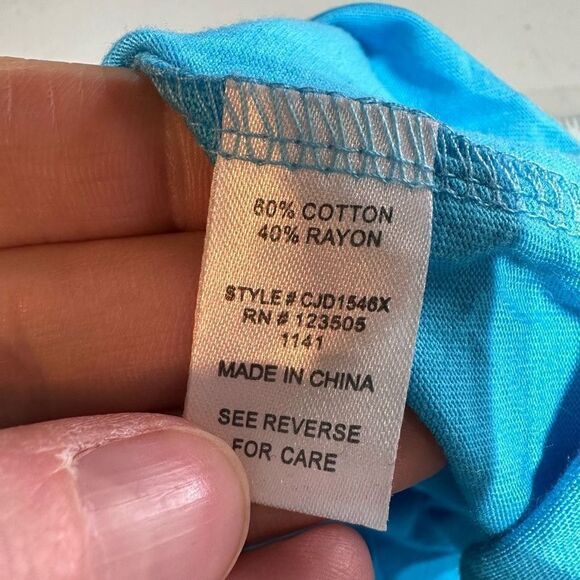 60% COTTON
40% RAYON
STYLE # CJD1546X
RN # 123505
1141
MADE IN CHINA
SEE REVERSE
FOR CARE